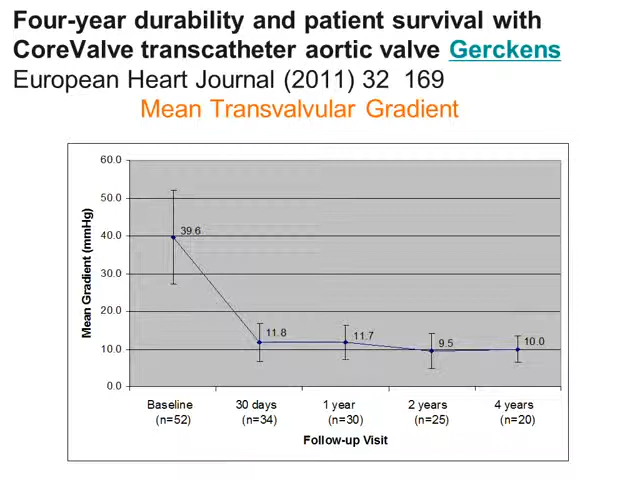 Four-year durability and patient survival with
CoreValve transcatheter aortic valve Gerckens
European Heart Journal (2011) 32 169
Mean Transvalvular Gradient
60.0
50.0
40.0
30.0
20.0
10.0
0.0
Mean Gradient (mmHg)
39.6
11.8
11.7
9.5
10.0
Baseline 30 days 1 year 2 years 4 years
(n=52) (n=34) (n=30) (n=25) (n=20)
Follow-up Visit